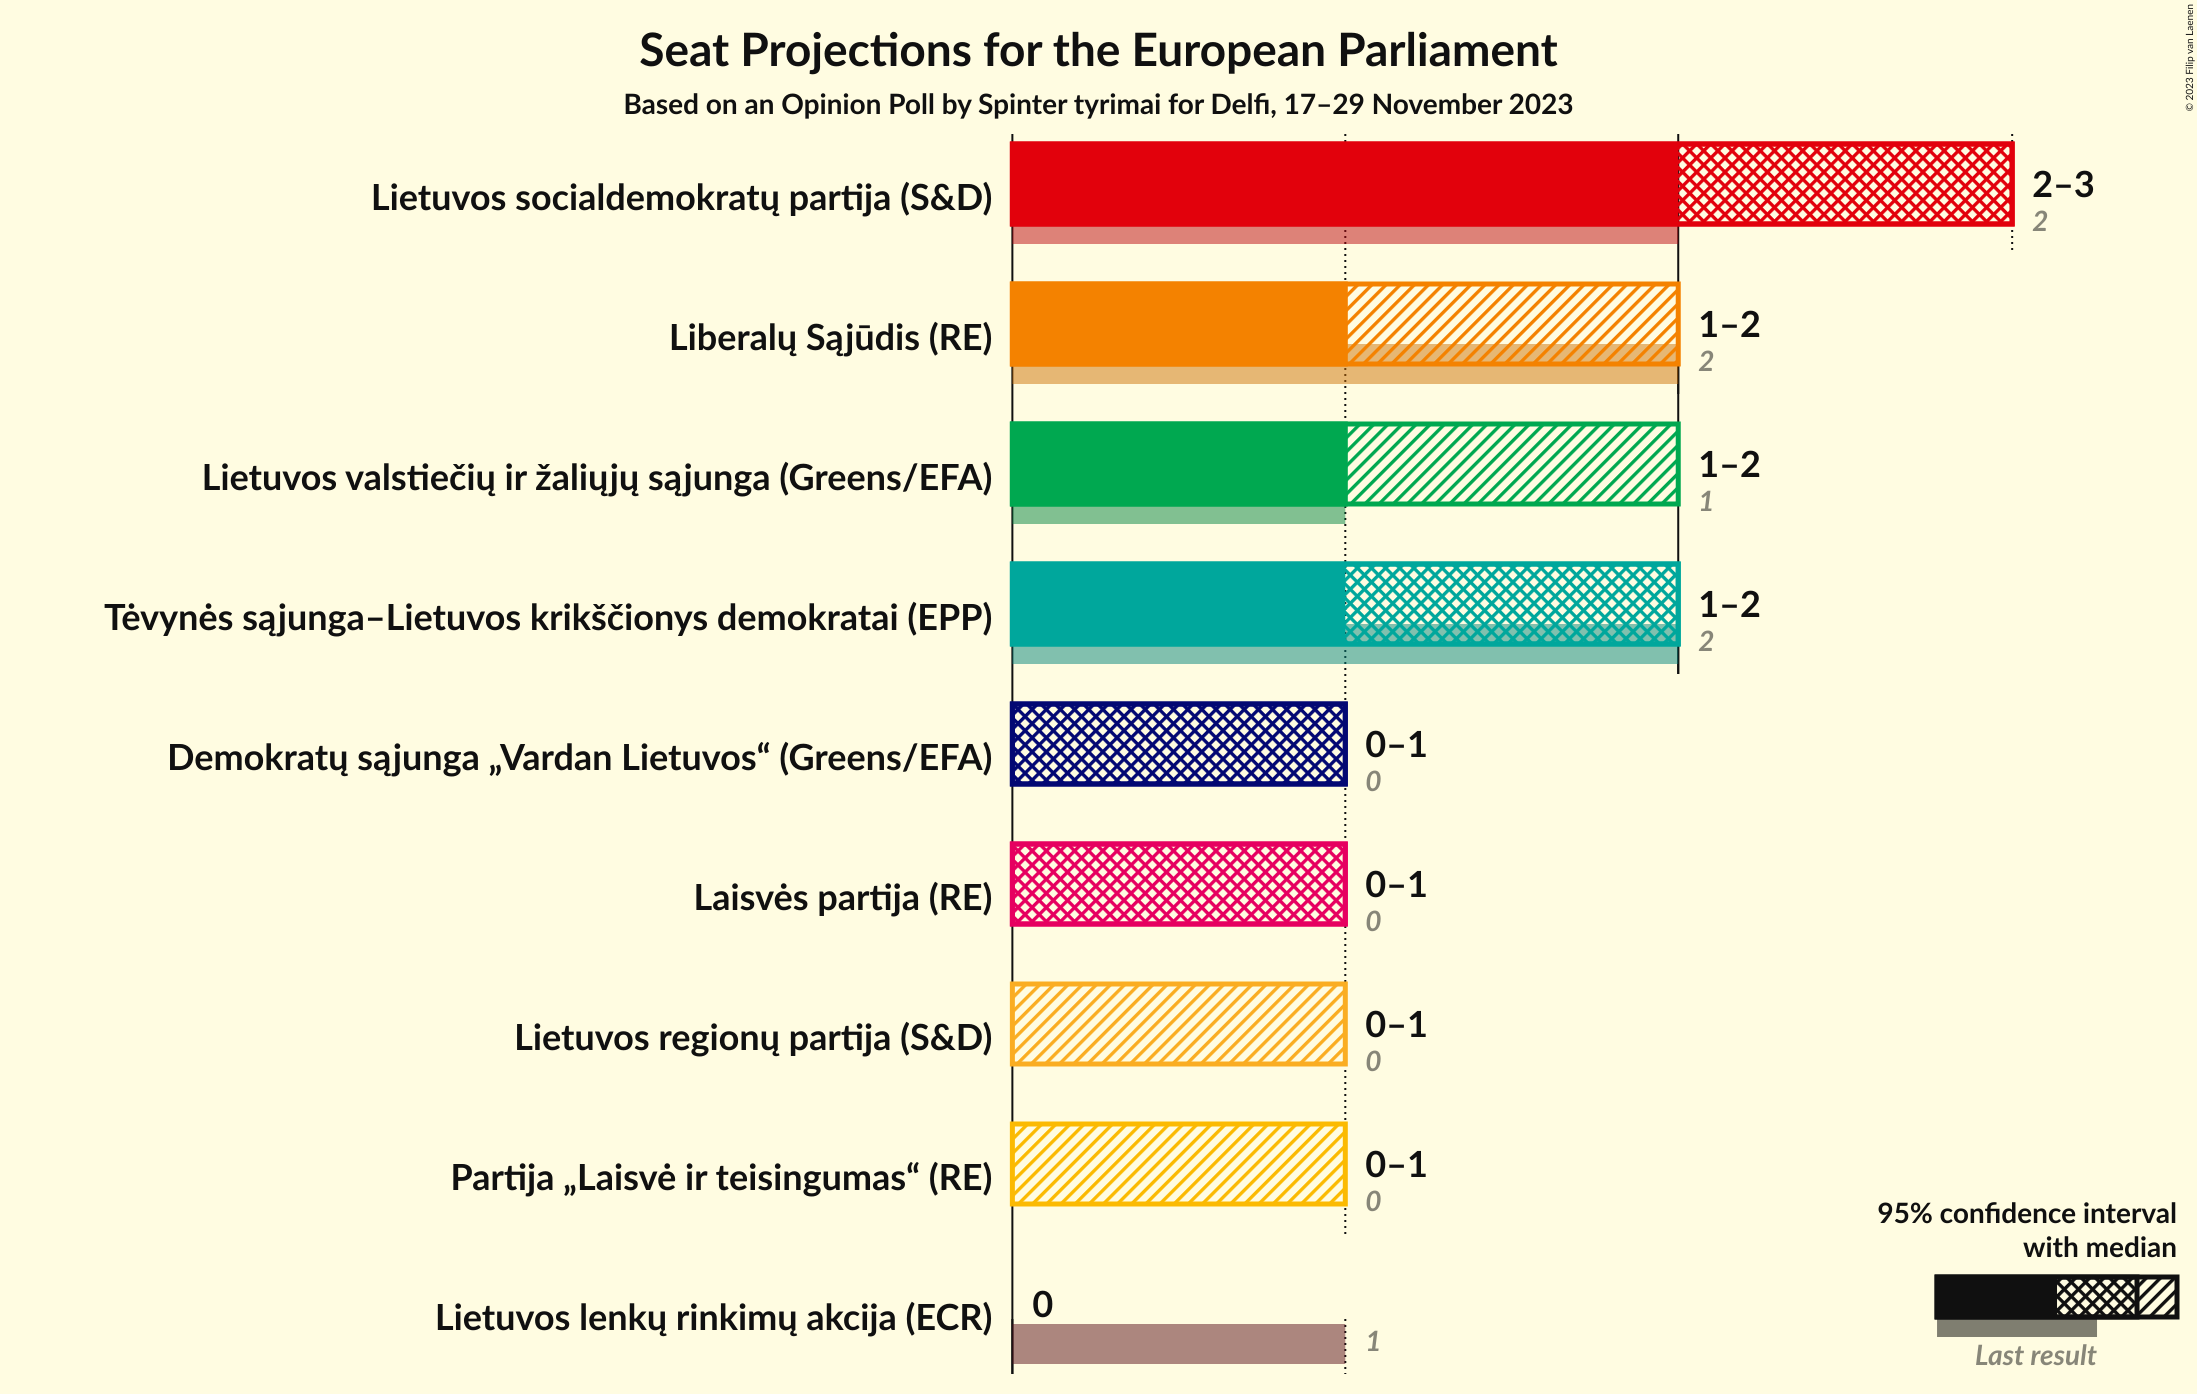 Seat Projections for the European Parliament
Based on an Opinion Poll by Spinter tyrimai for Delfi, 17–29 November 2023
© 2023 Filip van Laenen
Lietuvos socialdemokratų partija (S&D)
2–3
2
Liberalų Sąjūdis (RE)
1–2
2
Lietuvos valstiečių ir žaliųjų sąjunga (Greens/EFA)
1–2
1
Tėvynės sąjunga–Lietuvos krikščionys demokratai (EPP)
1–2
2
Demokratų sąjunga „Vardan Lietuvos“ (Greens/EFA)
0–1
0
Laisvės partija (RE)
0–1
0
Lietuvos regionų partija (S&D)
0–1
0
Partija „Laisvė ir teisingumas“ (RE)
0–1
0
Lietuvos lenkų rinkimų akcija (ECR)
0
1
95% confidence interval
with median
Last result